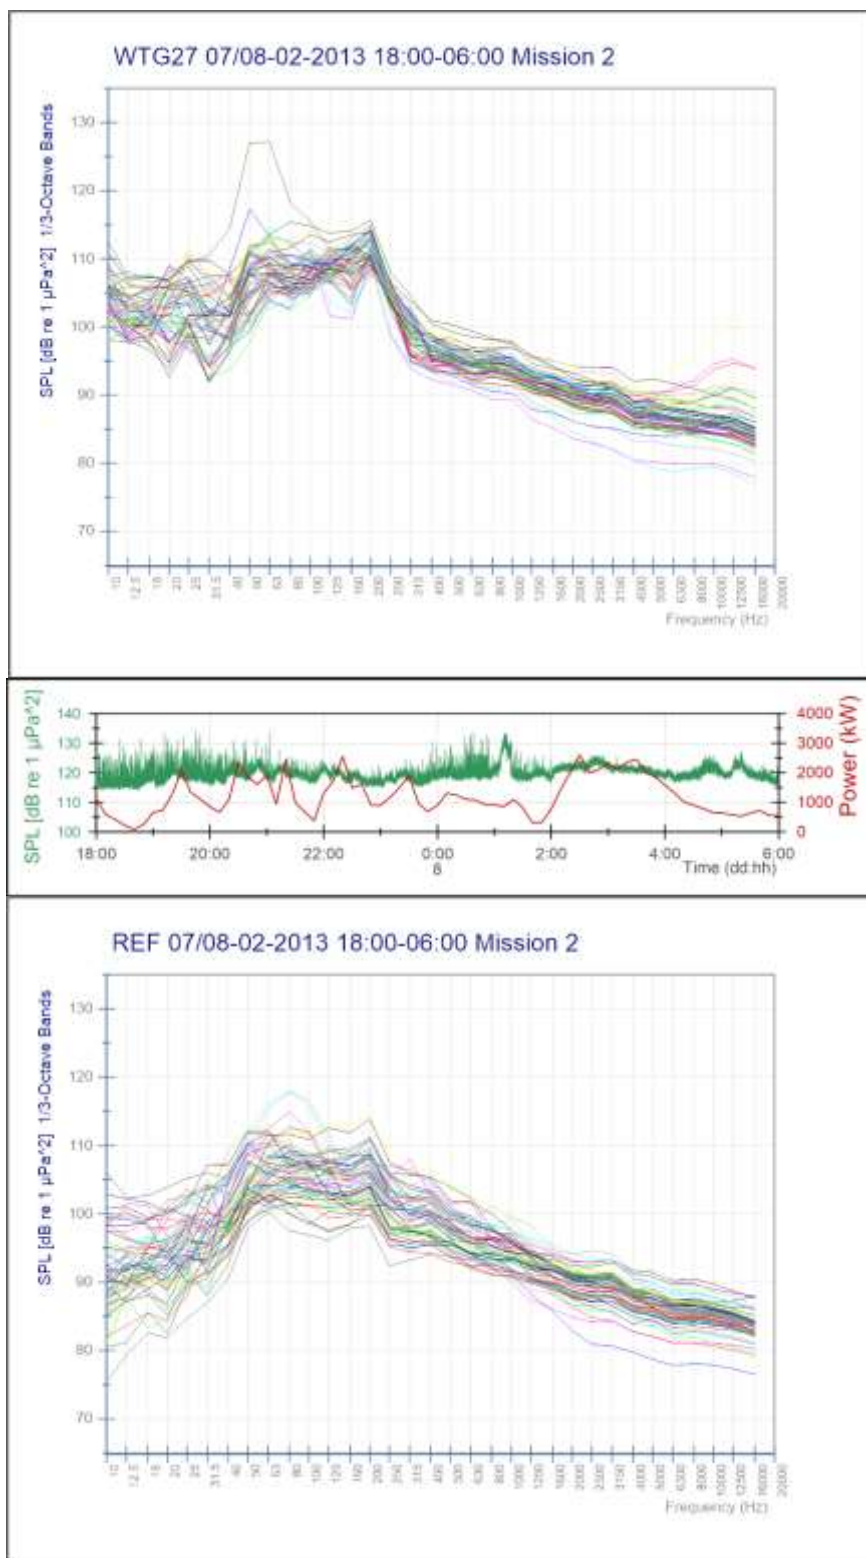 WTG27 07/08-02-2013 18:00-06:00 Mission 2
SPL [dB re 1 µPa^2] 1/3-Octave Bands
130
120
110
100
90
80
70
10 12.5 16 20 25 31.5 40 50 63 80 100 125 160 200 250 315 400 500 630 800 1000 1250 1600 2000 2500 3150 4000 5000 6300 8000 10000 12500 16000 20000
Frequency (Hz)
SPL [dB re 1 µPa^2]
140
130
120
110
100
4000
3000
2000
1000
0
Power (kW)
18:00 20:00 22:00 0:00 2:00 4:00 6:00
8
Time (dd:hh)
REF 07/08-02-2013 18:00-06:00 Mission 2
SPL [dB re 1 µPa^2] 1/3-Octave Bands
130
120
110
100
90
80
70
10 12.5 16 20 25 31.5 40 50 63 80 100 125 160 200 250 315 400 500 630 800 1000 1250 1600 2000 2500 3150 4000 5000 6300 8000 10000 12500 16000 20000
Frequency (Hz)